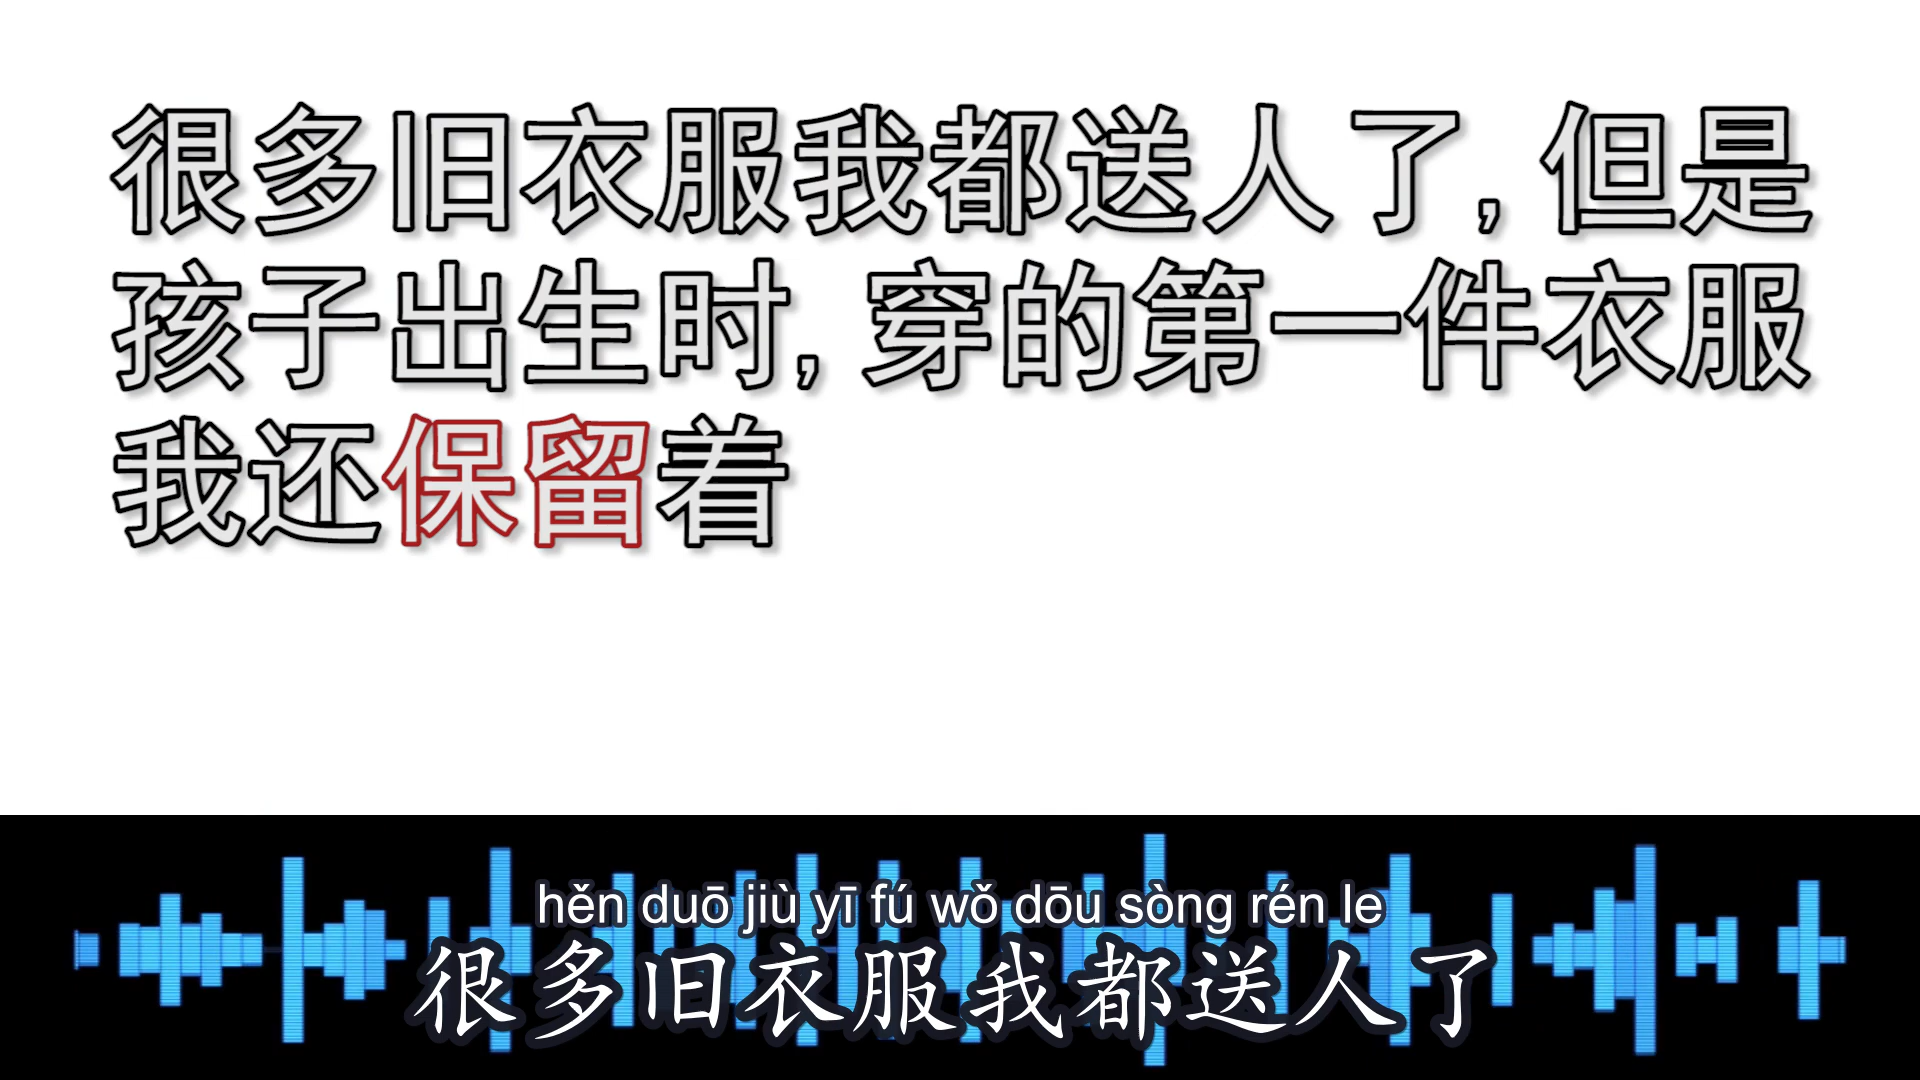 很多旧衣服我都送人了,但是
孩子出生时,穿的第一件衣服
我还保留着
hěn duō jiù yī fú wǒ dōu sòng rén le
很多旧衣服我都送人了